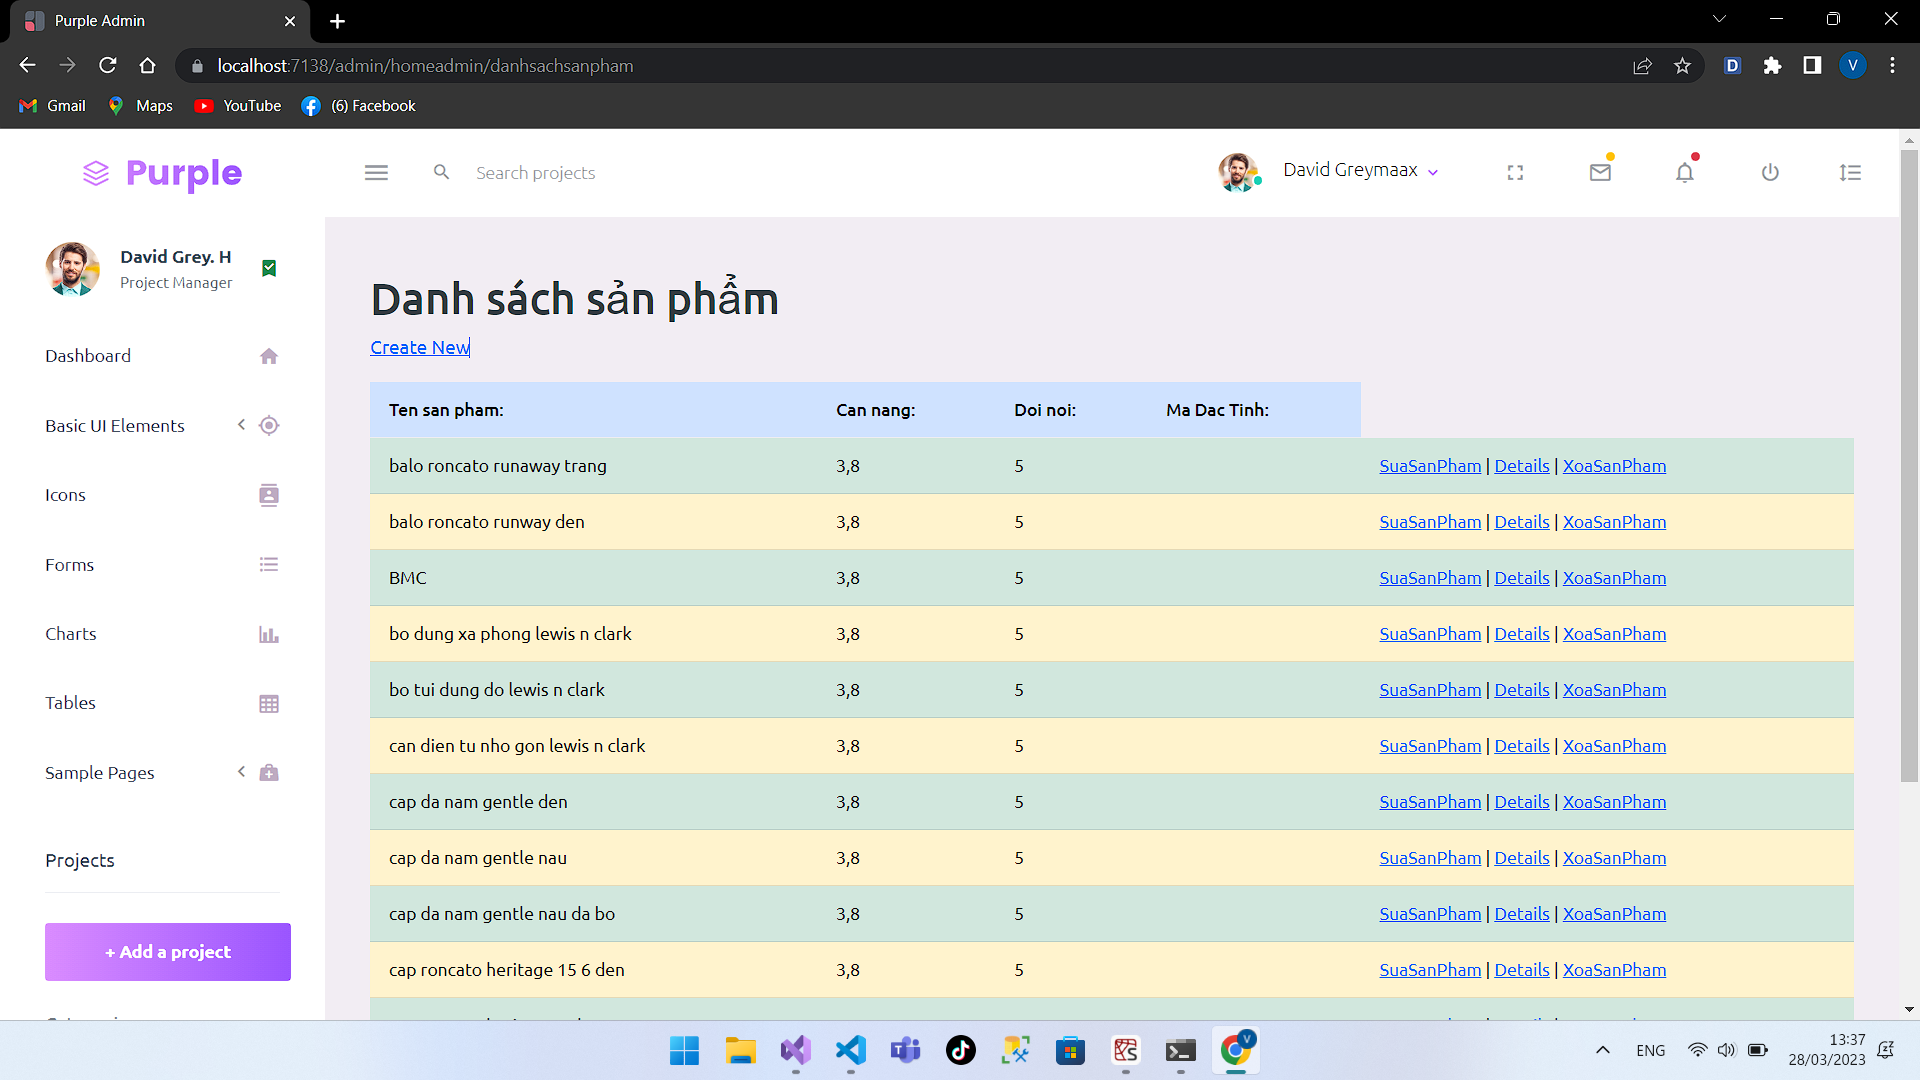 Purple Admin
localhost:7138/admin/homeadmin/danhsachsanpham
D
V
Gmail
Maps
YouTube
(6) Facebook
Purple
Search projects
David Greymaax
David Grey. H
Project Manager
Dashboard
Basic UI Elements
Icons
Forms
Charts
Tables
Sample Pages
Projects
+ Add a project
Danh sách sản phẩm
Create New
Ten san pham: Can nang: Doi noi: Ma Dac Tinh:
balo roncato runaway trang 3,8 5 SuaSanPham | Details | XoaSanPham
balo roncato runway den 3,8 5 SuaSanPham | Details | XoaSanPham
BMC 3,8 5 SuaSanPham | Details | XoaSanPham
bo dung xa phong lewis n clark 3,8 5 SuaSanPham | Details | XoaSanPham
bo tui dung do lewis n clark 3,8 5 SuaSanPham | Details | XoaSanPham
can dien tu nho gon lewis n clark 3,8 5 SuaSanPham | Details | XoaSanPham
cap da nam gentle den 3,8 5 SuaSanPham | Details | XoaSanPham
cap da nam gentle nau 3,8 5 SuaSanPham | Details | XoaSanPham
cap da nam gentle nau da bo 3,8 5 SuaSanPham | Details | XoaSanPham
cap roncato heritage 15 6 den 3,8 5 SuaSanPham | Details | XoaSanPham
V
ENG
13:37
28/03/2023